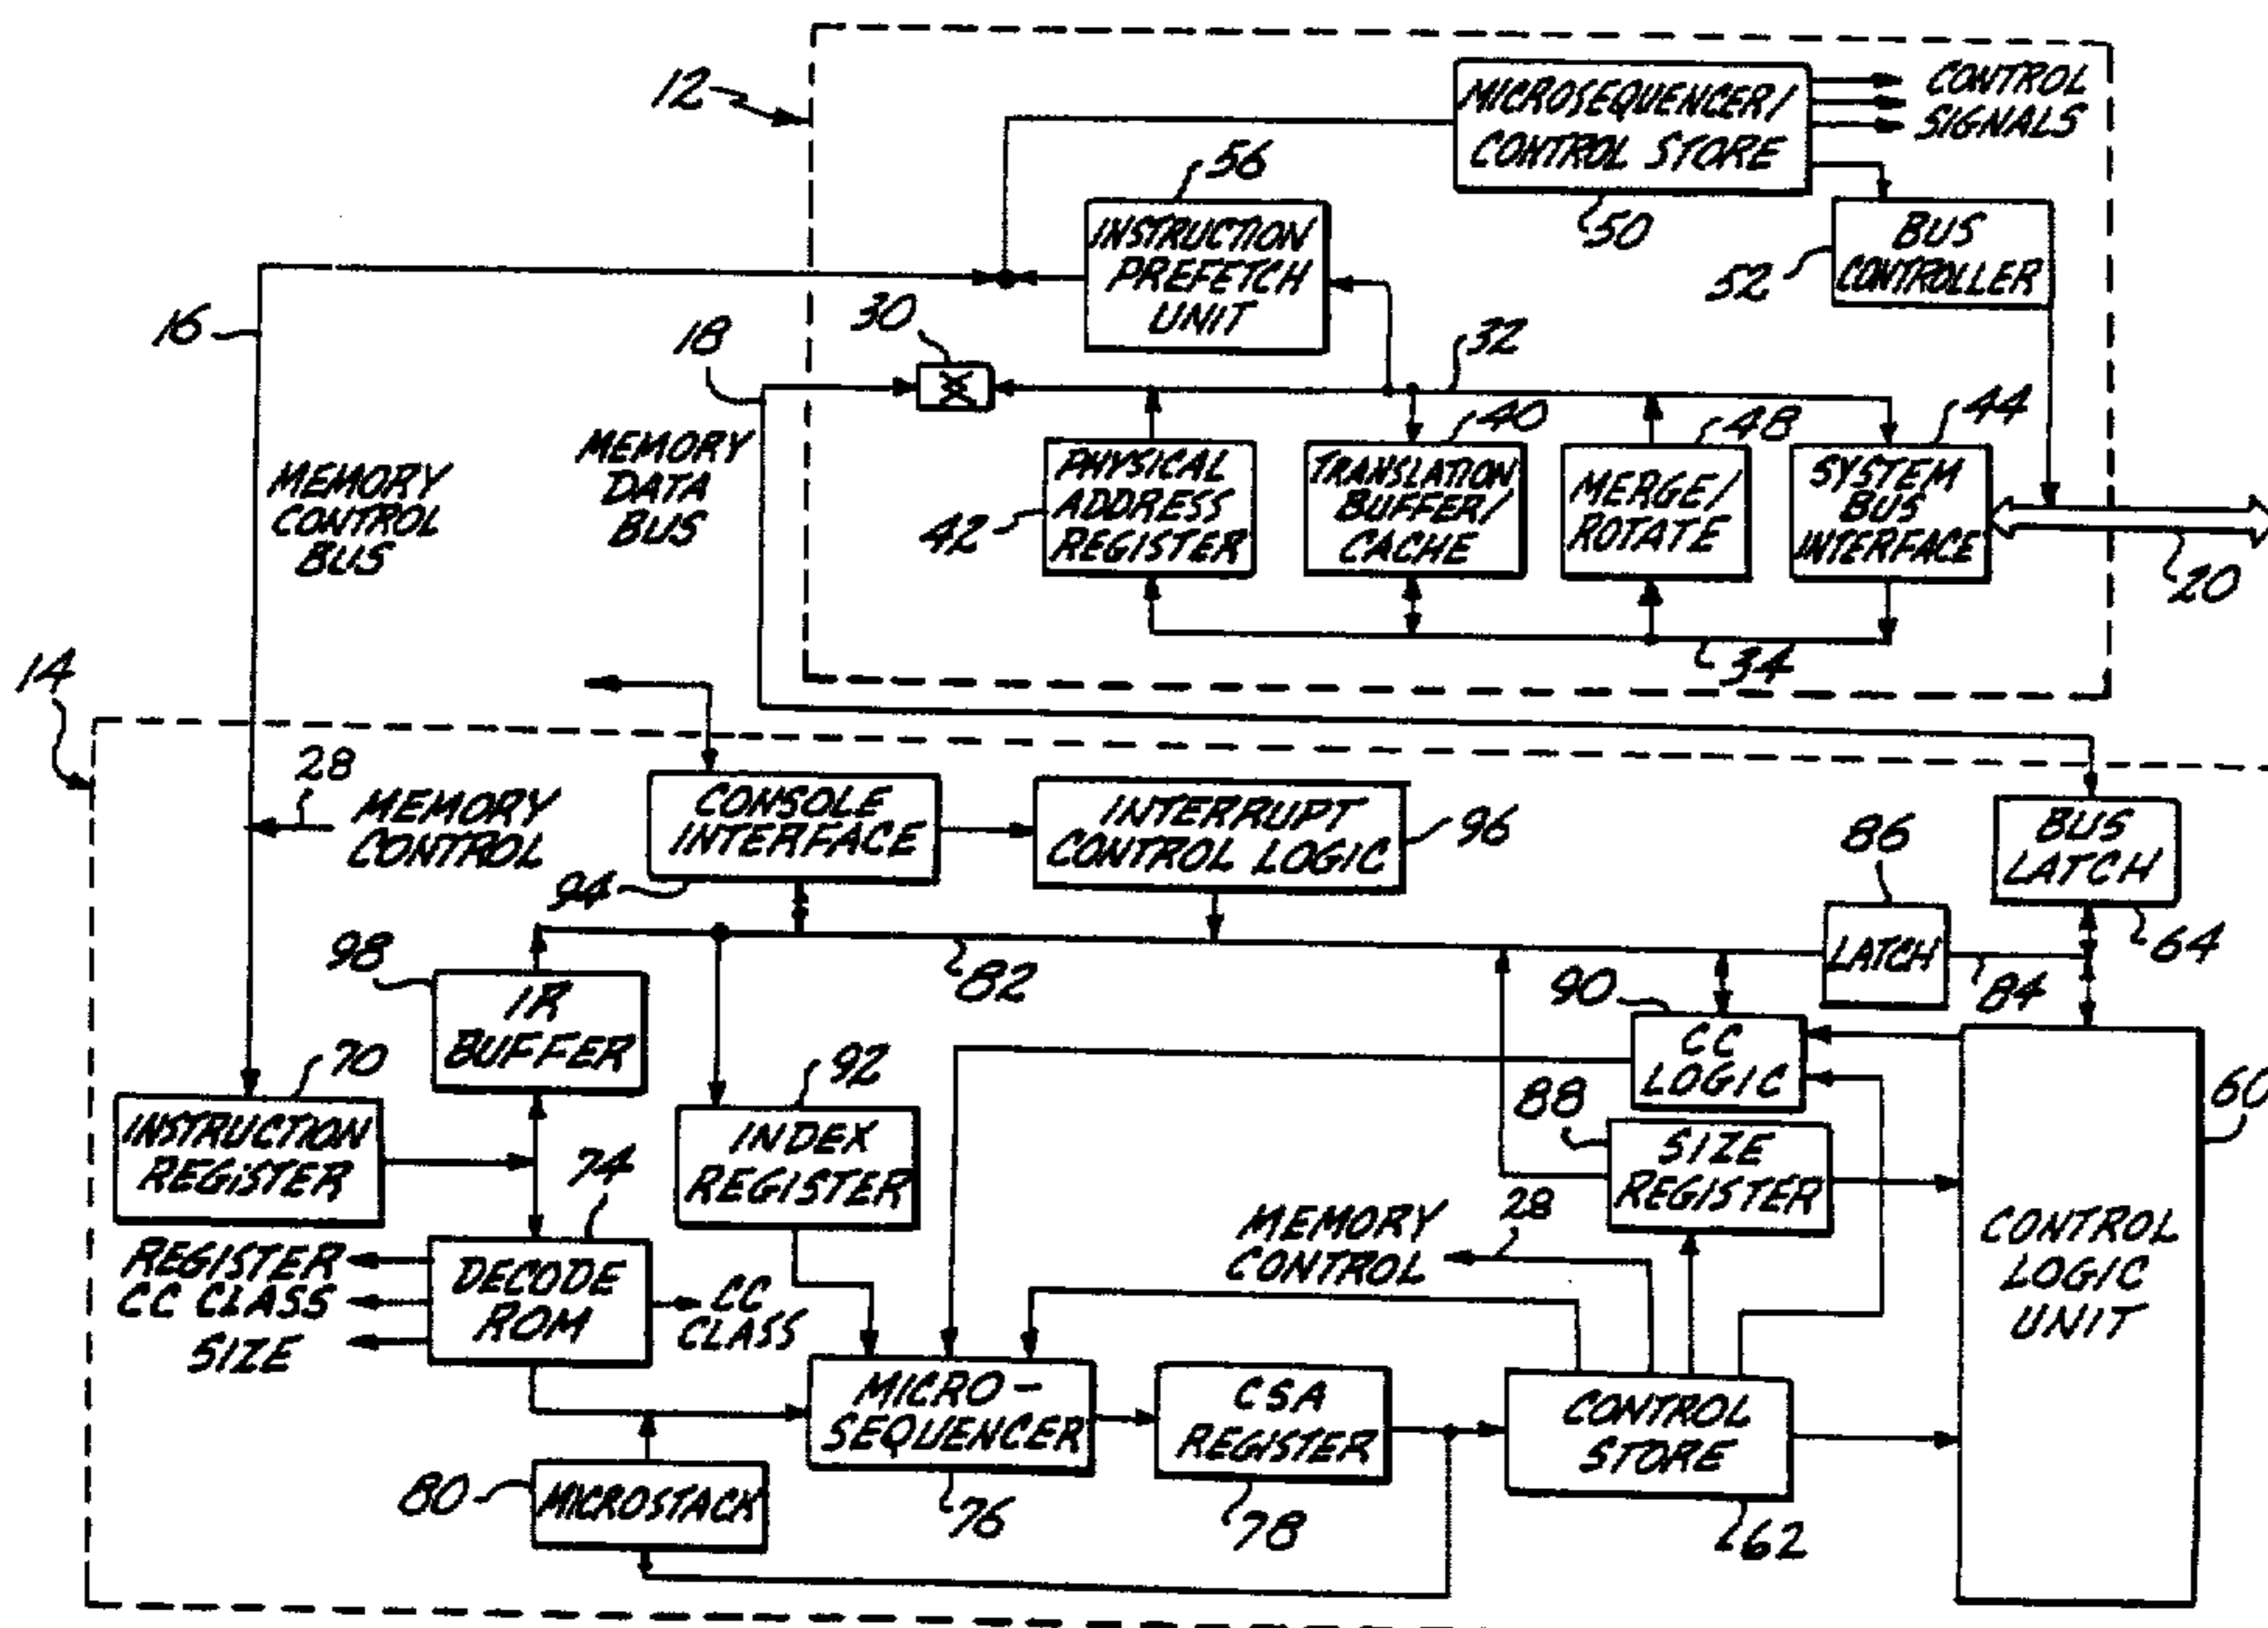 12
MICROSEQUENCER/
CONTROL STORE
50
CONTROL
SIGNALS
56
INSTRUCTION
PREFETCH
UNIT
BUS
CONTROLLER
52
16
18
30
32
MEMORY
CONTROL
BUS
MEMORY
DATA
BUS
42
PHYSICAL
ADDRESS
REGISTER
40
TRANSLATION
BUFFER/
CACHE
48
MERGE/
ROTATE
44
SYSTEM
BUS
INTERFACE
20
34
14
28
MEMORY
CONTROL
CONSOLE
INTERFACE
94
INTERRUPT
CONTROL LOGIC
96
86
LATCH
BUS
LATCH
64
84
82
98
IR
BUFFER
90
CC
LOGIC
70
INSTRUCTION
REGISTER
92
INDEX
REGISTER
88
SIZE
REGISTER
60
CONTROL
LOGIC
UNIT
74
DECODE
ROM
REGISTER
CC CLASS
SIZE
CC
CLASS
MEMORY
CONTROL
28
MICRO-
SEQUENCER
76
CSA
REGISTER
78
CONTROL
STORE
62
80
MICROSTACK